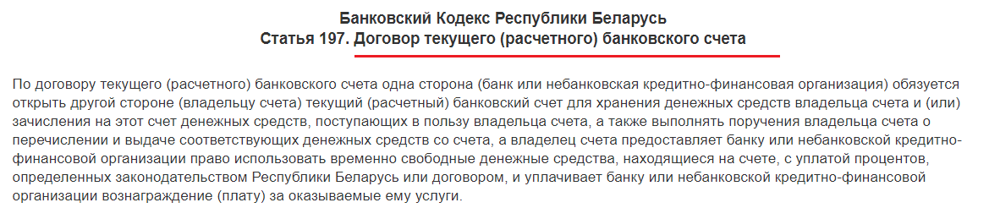 Банковский Кодекс Республики Беларусь
Статья 197. Договор текущего (расчетного) банковского счета
По договору текущего (расчетного) банковского счета одна сторона (банк или небанковская кредитно-финансовая организация) обязуется
открыть другой стороне (владельцу счета) текущий (расчетный) банковский счет для хранения денежных средств владельца счета и (или)
зачисления на этот счет денежных средств, поступающих в пользу владельца счета, а также выполнять поручения владельца счета о
перечислении и выдаче соответствующих денежных средств со счета, а владелец счета предоставляет банку или небанковской кредитно-
финансовой организации право использовать временно свободные денежные средства, находящиеся на счете, с уплатой процентов,
определенных законодательством Республики Беларусь или договором, и уплачивает банку или небанковской кредитно-финансовой
организации вознаграждение (плату) за оказываемые ему услуги.